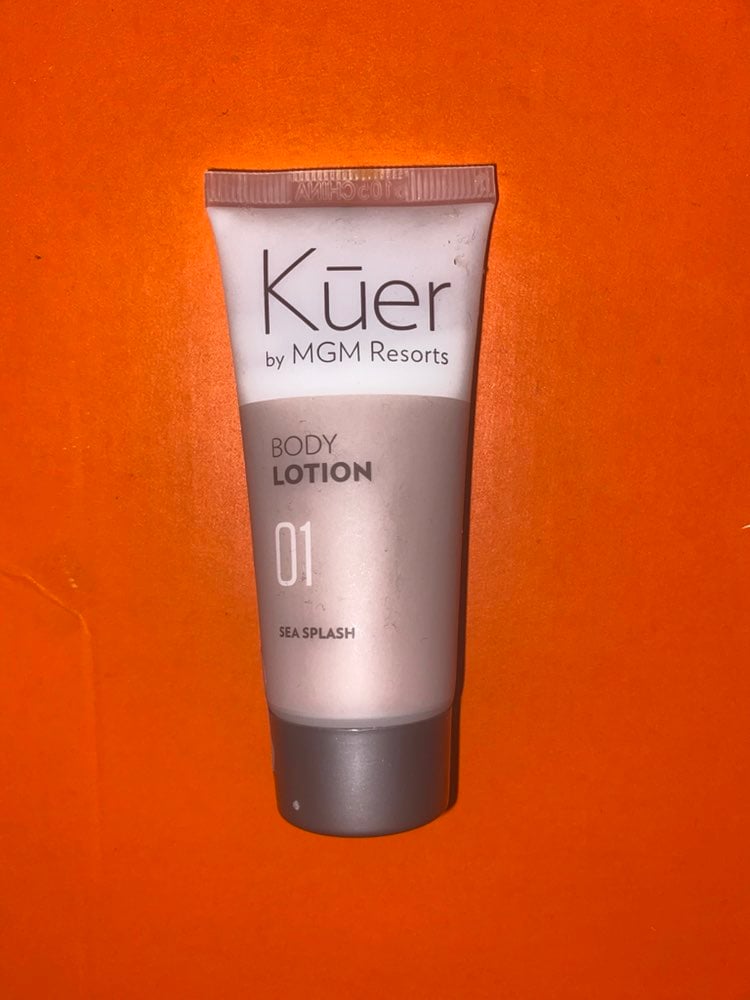 Kūer
by MGM Resorts
BODY
LOTION
01
SEA SPLASH